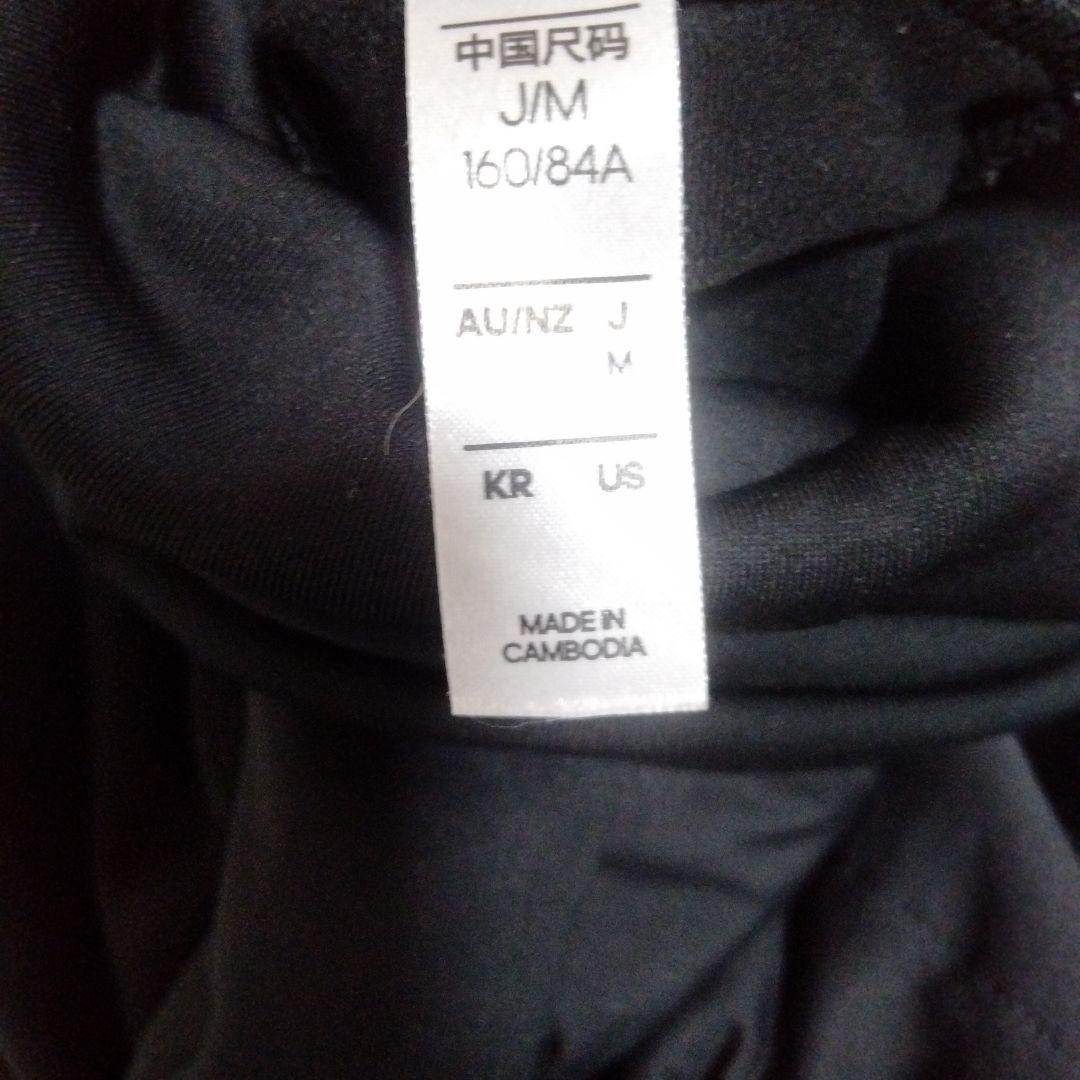 中国尺码
J/M
160/84A
AU/NZ J
M
KR US
MADE IN
CAMBODIA